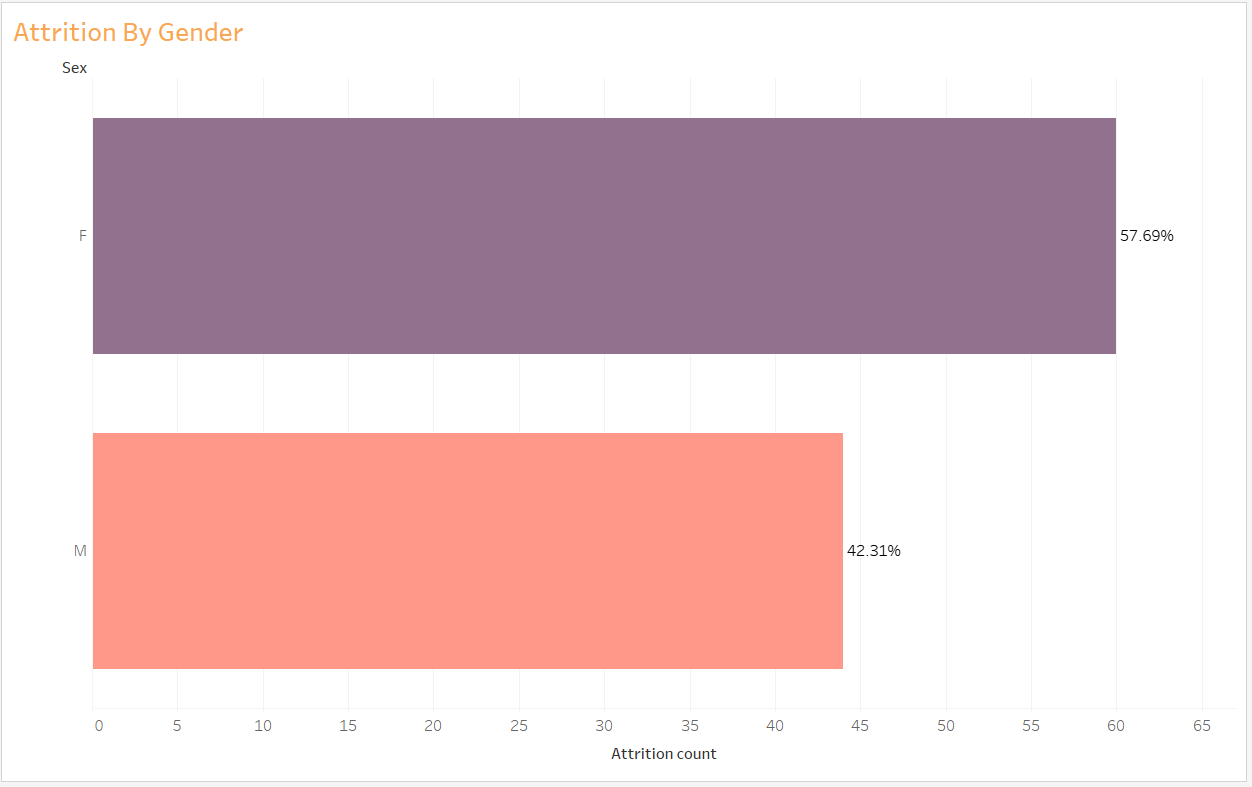 Attrition By Gender
Sex
F
57.69%
M
42.31%
0 5 10 15 20 25 30 35 40 45 50 55 60 65
Attrition count